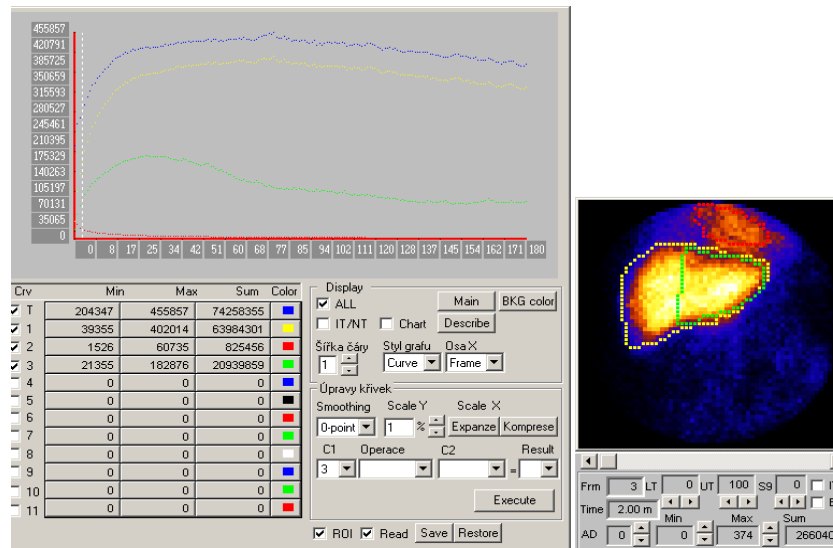 455857
420791
385725
350659
315593
280527
245461
210395
175329
140263
105197
70131
35065
0
0 8 17 25 34 42 51 60 68 77 85 94 102 111 120 128 137 145 154 162 171 180
Crv Min Max Sum Color
T 204347 455857 74258355
1 39355 402014 63984301
2 1526 60735 825456
3 21355 182876 20939859
4 0 0 0
5 0 0 0
6 0 0 0
7 0 0 0
8 0 0 0
9 0 0 0
10 0 0 0
11 0 0 0
Display
ALL Main BKG color
IT/NT Chart Describe
Šířka čáry Styl grafu Osa X
1 Curve Frame
Úpravy křivek
Smoothing Scale Y Scale X
0-point 1 % Expanze Komprese
C1 Operace C2 Result
3 =
Execute
ROI Read Save Restore
Frm 3 LT 0 UT 100 S9 0
Time 2.00 m
Min Max Sum
AD 0 0 374 266040